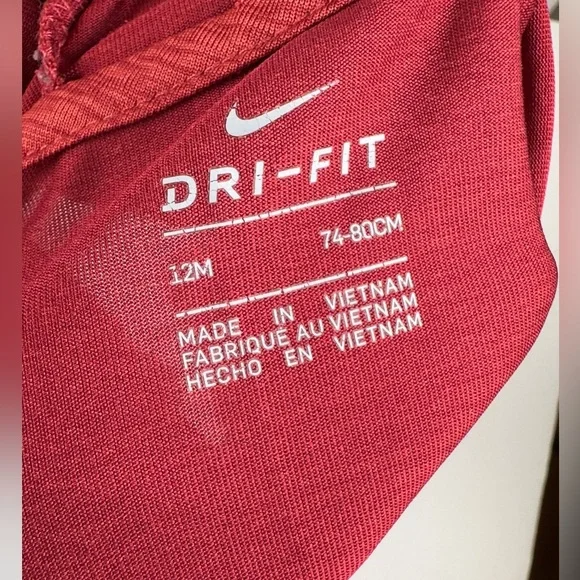 DRI-FIT
12M 74-80CM
MADE IN VIETNAM
FABRIQUE AU VIETNAM
HECHO EN VIETNAM